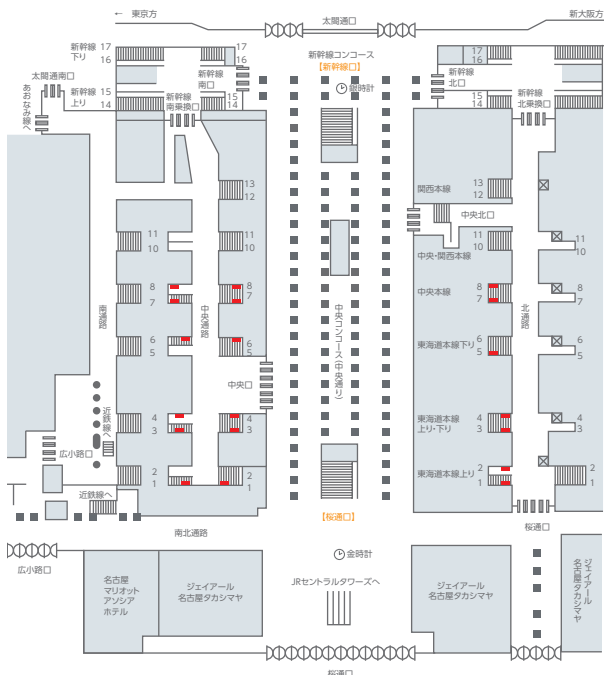 ← 東京方
太閤通口
新大阪方 →
新幹線
下り
17
16
太閤通南口
新幹線
上り
15
14
あおなみ線へ
新幹線
南口
新幹線
南乗換口
15
14
新幹線コンコース
【新幹線口】
銀時計
17
16
新幹線
北口
15
14
新幹線
北乗換口
13
12
関西本線
13
12
中央北口
11
10
11
10
中央・関西本線
11
10
11
10
8
7
8
7
中央本線
8
7
8
7
南通路
中央通路
中央コンコース(中央通り)
北通路
6
5
6
5
東海道本線下り
6
5
6
5
中央口
近鉄線へ
4
3
4
3
東海道本線
上り・下り
4
3
4
3
広小路口
2
1
2
1
東海道本線上り
2
1
2
1
近鉄線へ
【桜通口】
桜通口
南北通路
広小路口
金時計
名古屋
マリオット
アソシア
ホテル
ジェイアール
名古屋タカシマヤ
JRセントラルタワーズへ
ジェイアール
名古屋タカシマヤ
ジェイアール
名古屋タカシマヤ
桜通口